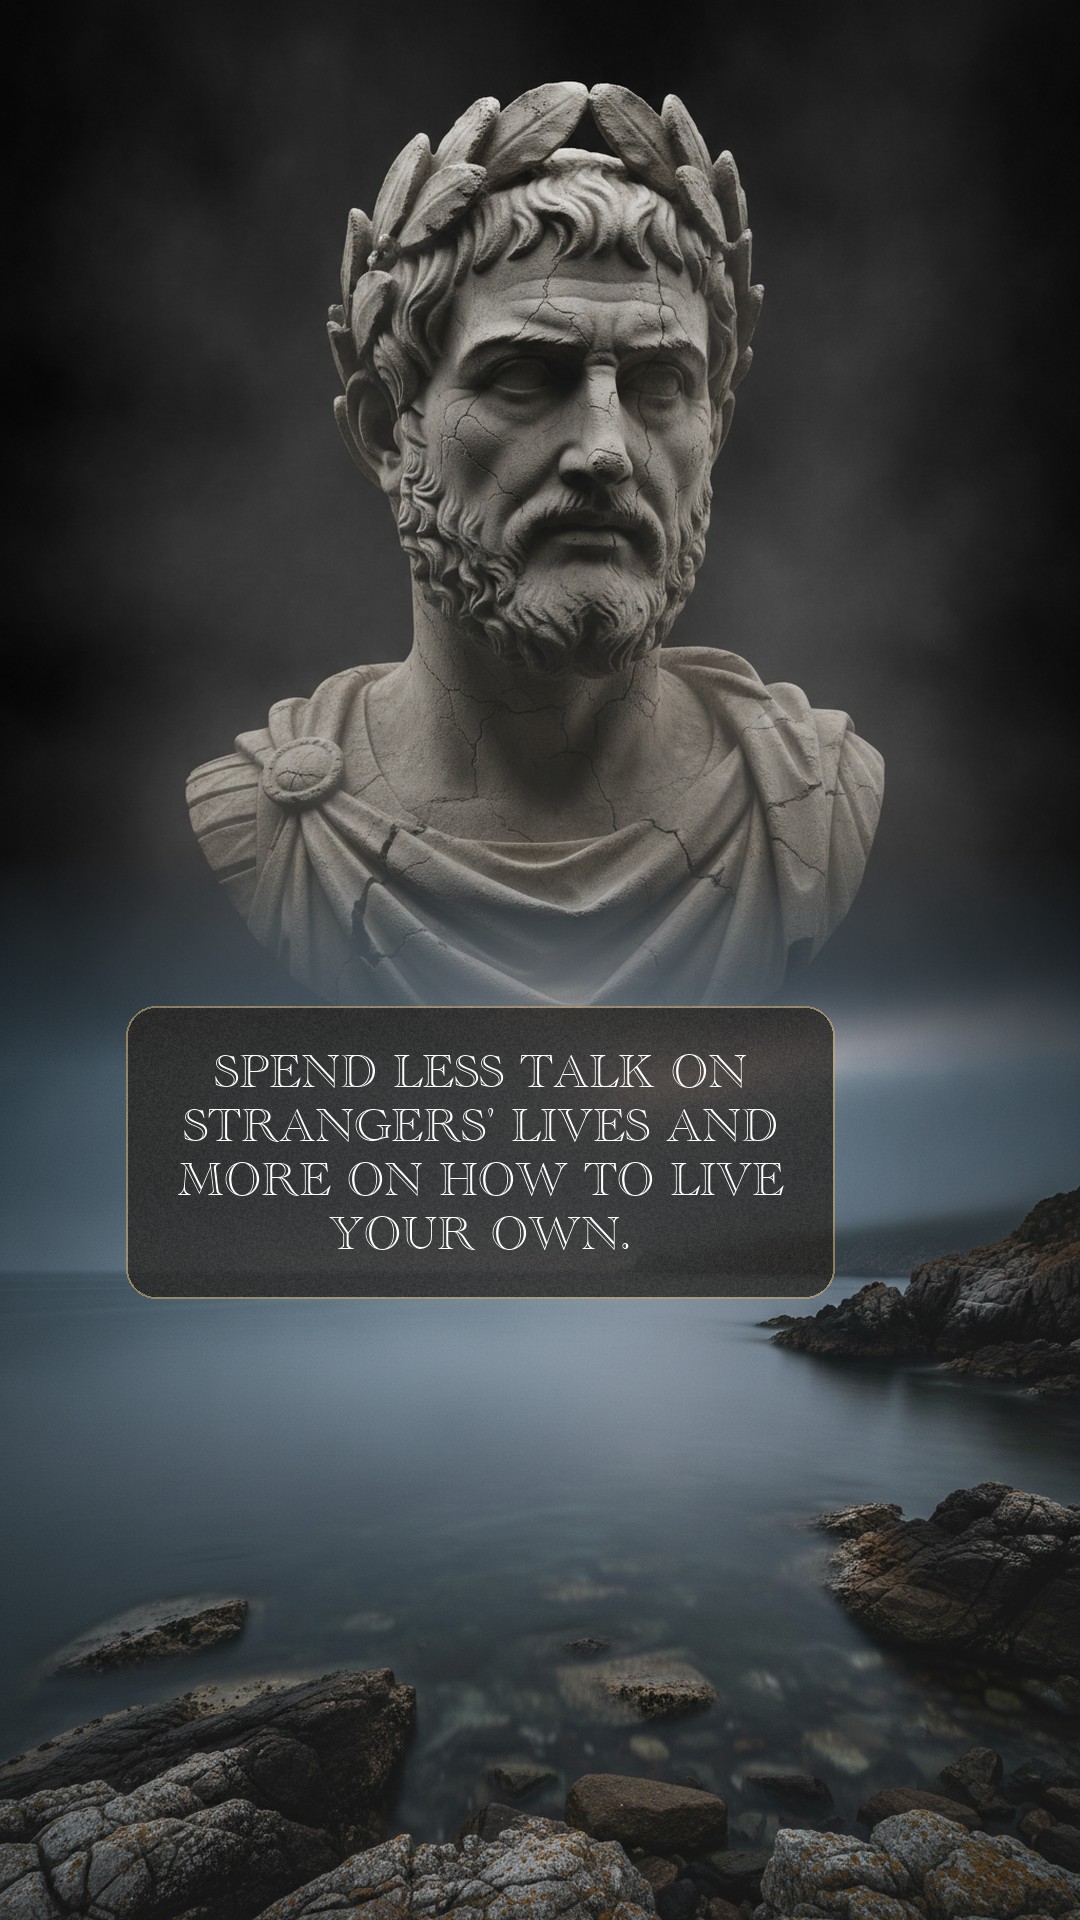 SPEND LESS TALK ON
STRANGERS' LIVES AND
MORE ON HOW TO LIVE
YOUR OWN.